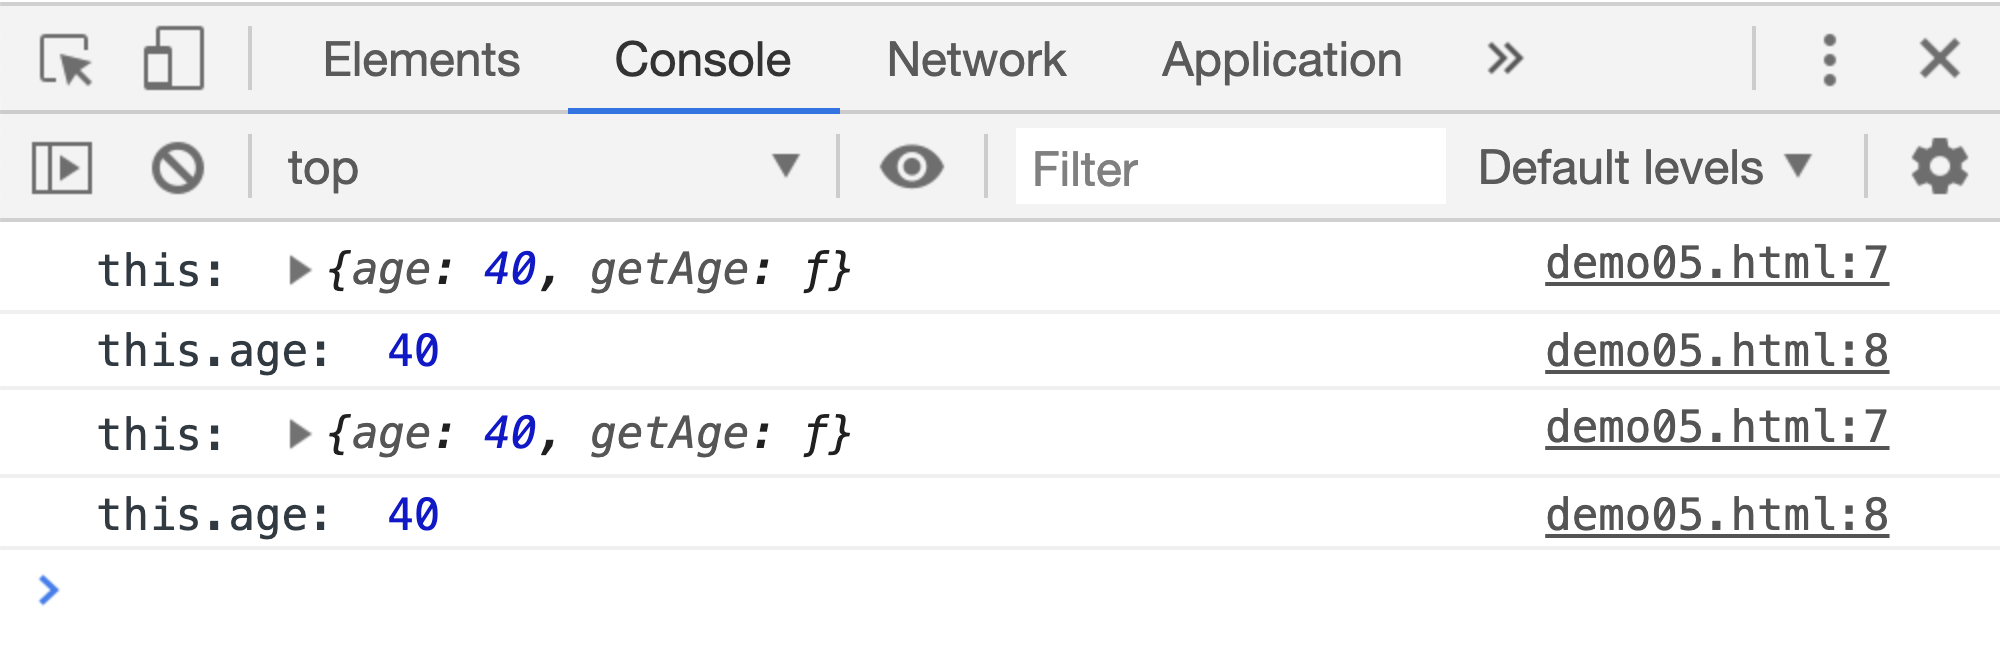 Elements Console Network Application
top Filter Default levels
this: {age: 40, getAge: f} demo05.html:7
this.age: 40 demo05.html:8
this: {age: 40, getAge: f} demo05.html:7
this.age: 40 demo05.html:8